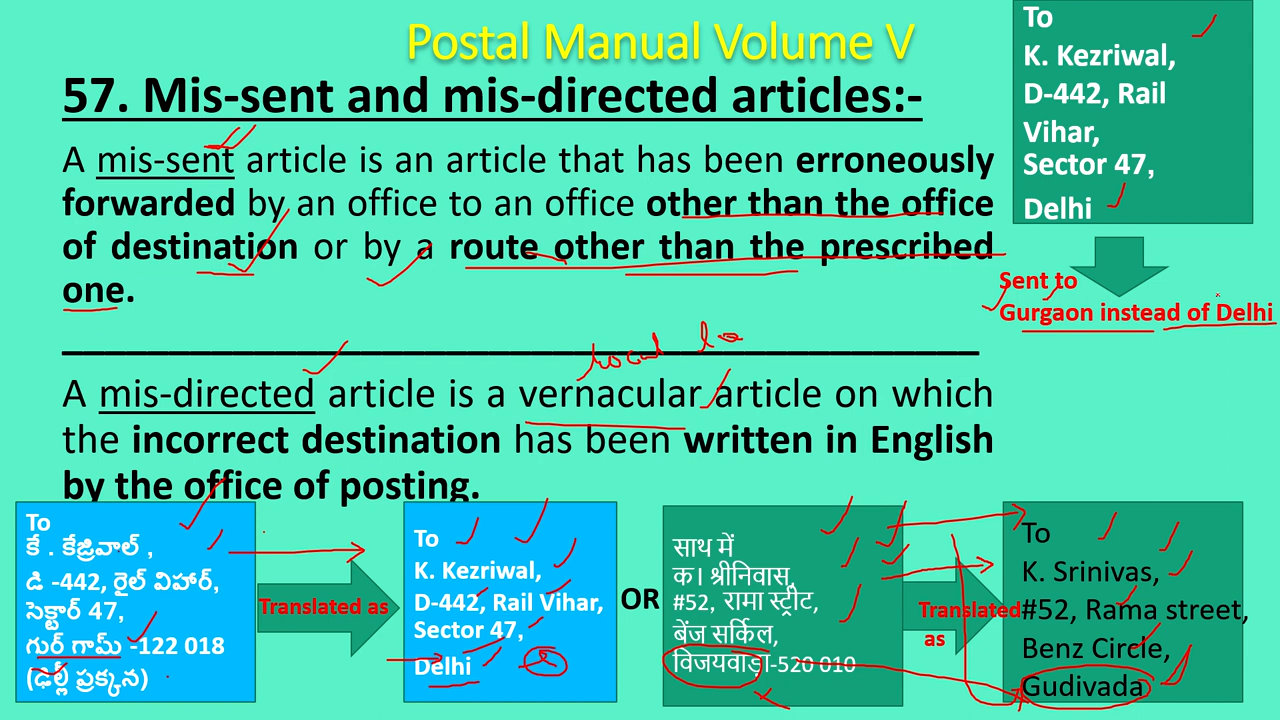 Postal Manual Volume V
57. Mis-sent and mis-directed articles:-
A mis-sent article is an article that has been erroneously
forwarded by an office to an office other than the office
of destination or by a route other than the prescribed
one.
To
K. Kezriwal,
D-442, Rail
Vihar,
Sector 47,
Delhi
Sent to
Gurgaon instead of Delhi
local
A mis-directed article is a vernacular article on which
the incorrect destination has been written in English
by the office of posting.
To
కే . కేజ్రివాల్ ,
డి -442, రైల్ విహార్,
సెక్టార్ 47,
గుర్ గామ్ -122 018
(ఢిల్లీ ప్రక్కన)
Translated as
To
K. Kezriwal,
D-442, Rail Vihar,
Sector 47,
Delhi
OR
साथ में
क। श्रीनिवास,
#52, रामा स्ट्रीट,
बेंज सर्किल,
विजयवाड़ा-520 010
Translated
as
To
K. Srinivas,
#52, Rama street,
Benz Circle,
Gudivada